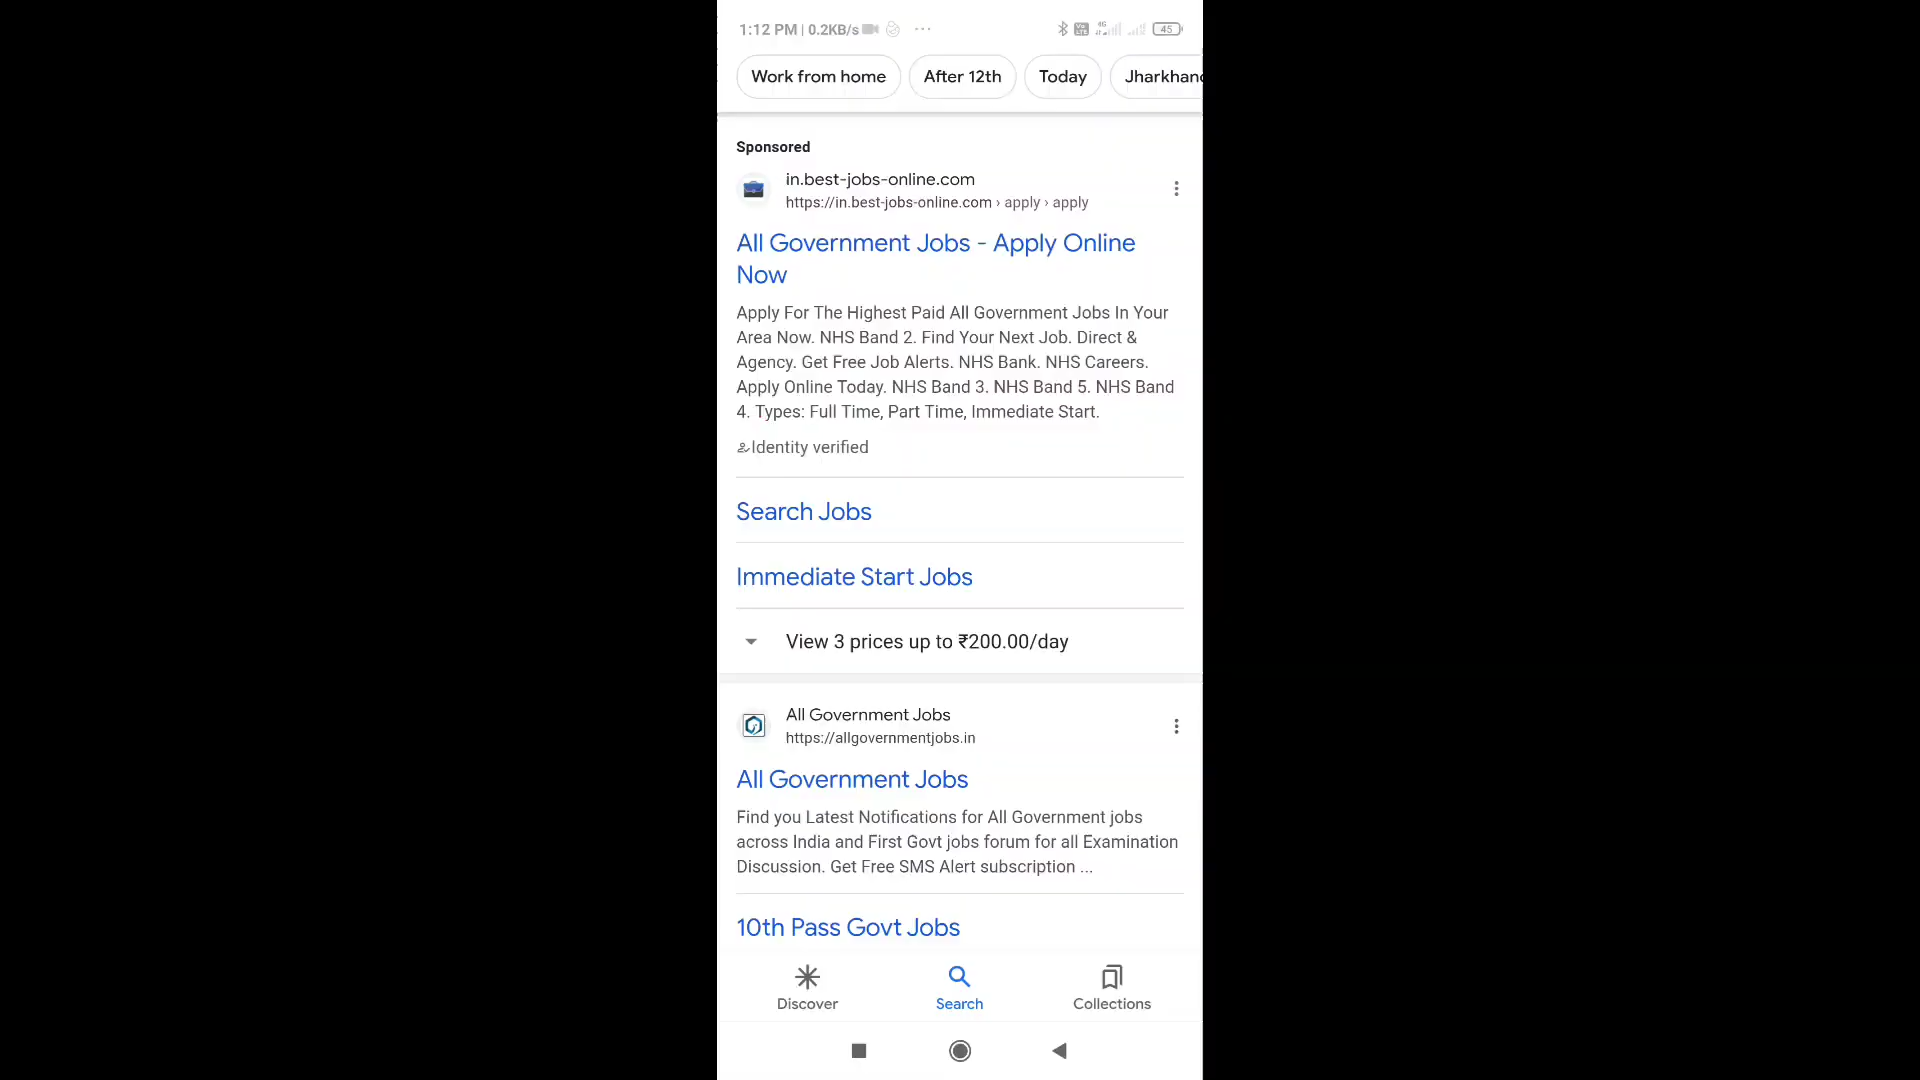 1:12 PM | 0.2KB/s ... 45
Work from home After 12th Today Jharkhand
Sponsored
in.best-jobs-online.com
https://in.best-jobs-online.com › apply › apply
All Government Jobs - Apply Online
Now
Apply For The Highest Paid All Government Jobs In Your
Area Now. NHS Band 2. Find Your Next Job. Direct &
Agency. Get Free Job Alerts. NHS Bank. NHS Careers.
Apply Online Today. NHS Band 3. NHS Band 5. NHS Band
4. Types: Full Time, Part Time, Immediate Start.
Identity verified
Search Jobs
Immediate Start Jobs
View 3 prices up to ₹200.00/day
All Government Jobs
https://allgovernmentjobs.in
All Government Jobs
Find you Latest Notifications for All Government jobs
across India and First Govt jobs forum for all Examination
Discussion. Get Free SMS Alert subscription ...
10th Pass Govt Jobs
Discover Search Collections